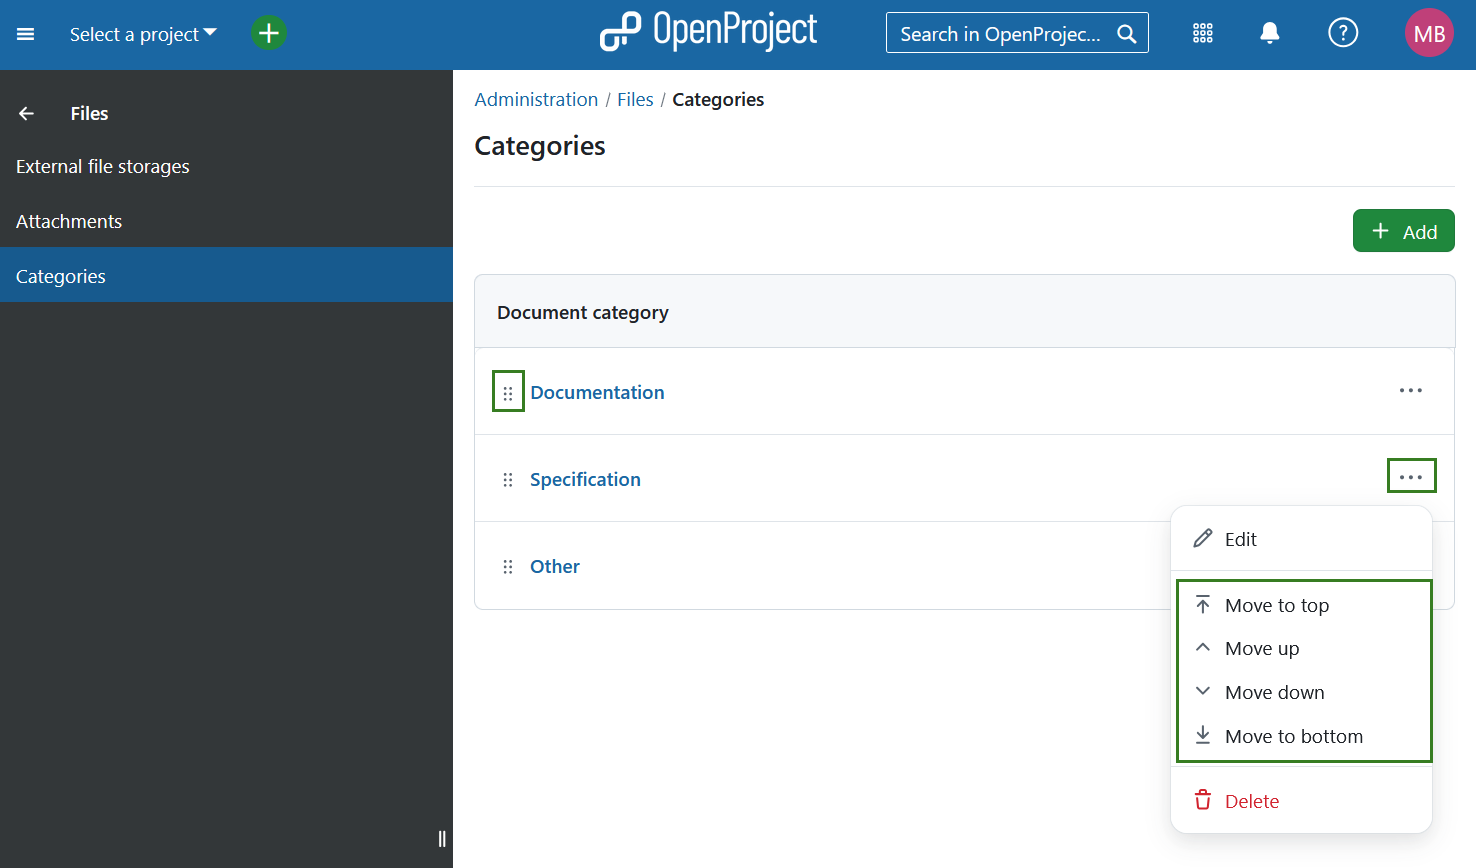 Select a project
OpenProject
Search in OpenProjec...
MB
Files
External file storages
Attachments
Categories
Administration / Files / Categories
Categories
Add
Document category
Documentation
Specification
Other
Edit
Move to top
Move up
Move down
Move to bottom
Delete